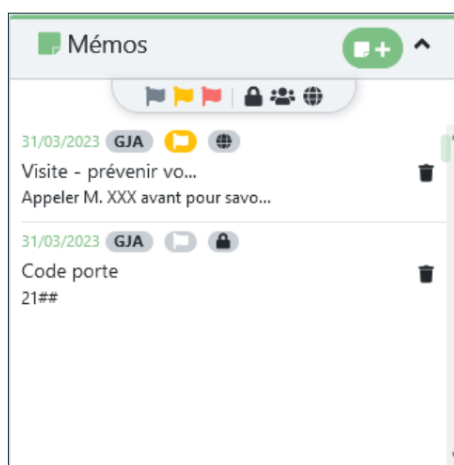 Mémos
31/03/2023 GJA
Visite - prévenir vo...
Appeler M. XXX avant pour savo...
31/03/2023 GJA
Code porte
21##